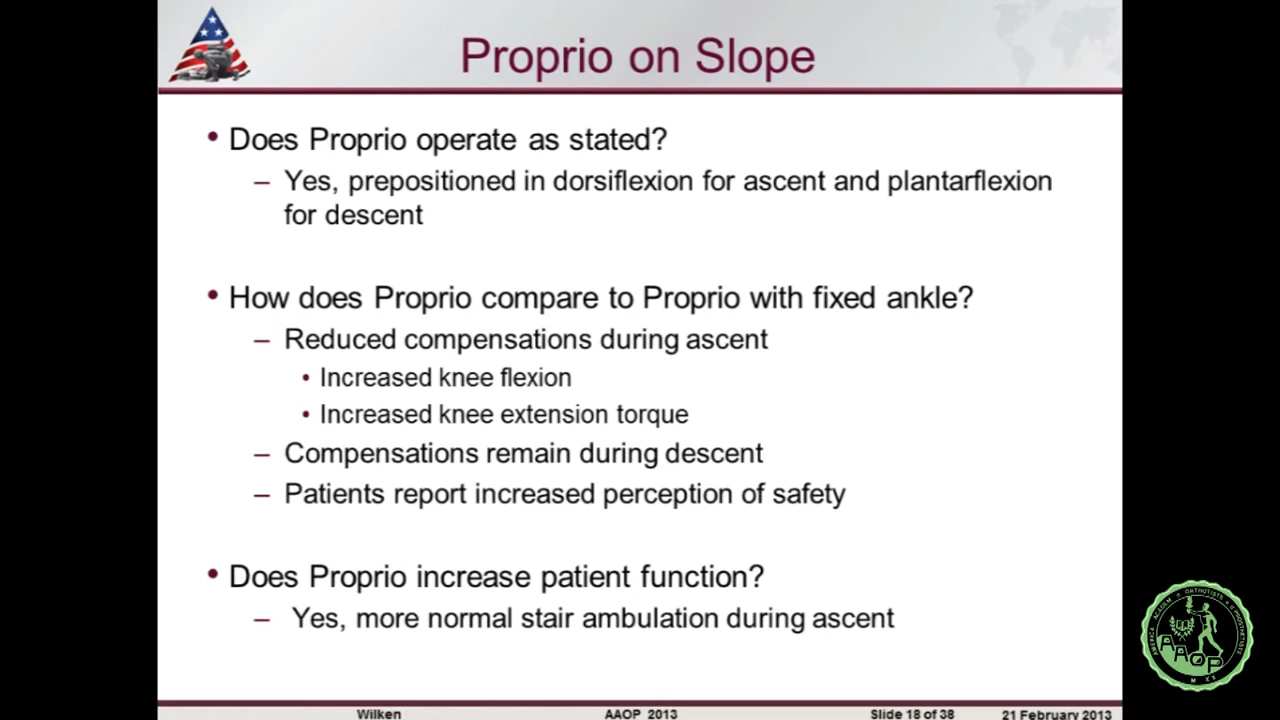 Proprio on Slope
• Does Proprio operate as stated?
– Yes, prepositioned in dorsiflexion for ascent and plantarflexion
for descent
• How does Proprio compare to Proprio with fixed ankle?
– Reduced compensations during ascent
• Increased knee flexion
• Increased knee extension torque
– Compensations remain during descent
– Patients report increased perception of safety
• Does Proprio increase patient function?
– Yes, more normal stair ambulation during ascent
Wilken AAOP 2013 Slide 18 of 38 21 February 2013
AAOP